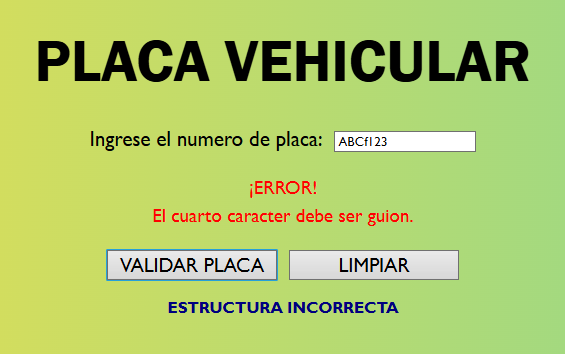 PLACA VEHICULAR
Ingrese el numero de placa: ABCf123
¡ERROR!
El cuarto caracter debe ser guion.
VALIDAR PLACA LIMPIAR
ESTRUCTURA INCORRECTA